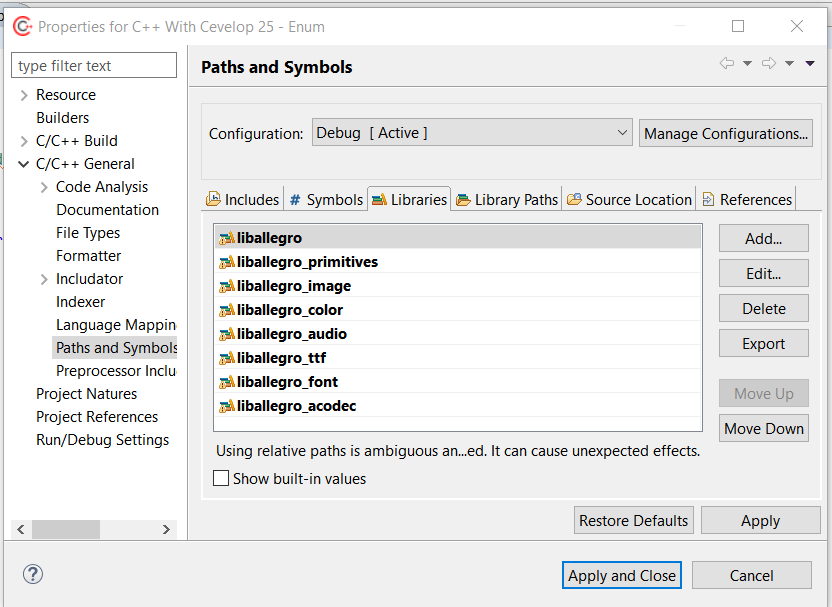 Properties for C++ With Cevelop 25 - Enum
type filter text
Resource
Builders
C/C++ Build
C/C++ General
Code Analysis
Documentation
File Types
Formatter
Includator
Indexer
Language Mappin
Paths and Symbols
Preprocessor Inclu
Project Natures
Project References
Run/Debug Settings
Paths and Symbols
Configuration: Debug [ Active ] Manage Configurations...
Includes # Symbols Libraries Library Paths Source Location References
liballegro
liballegro_primitives
liballegro_image
liballegro_color
liballegro_audio
liballegro_ttf
liballegro_font
liballegro_acodec
Add...
Edit...
Delete
Export
Move Up
Move Down
Using relative paths is ambiguous an...ed. It can cause unexpected effects.
Show built-in values
Restore Defaults Apply
? Apply and Close Cancel